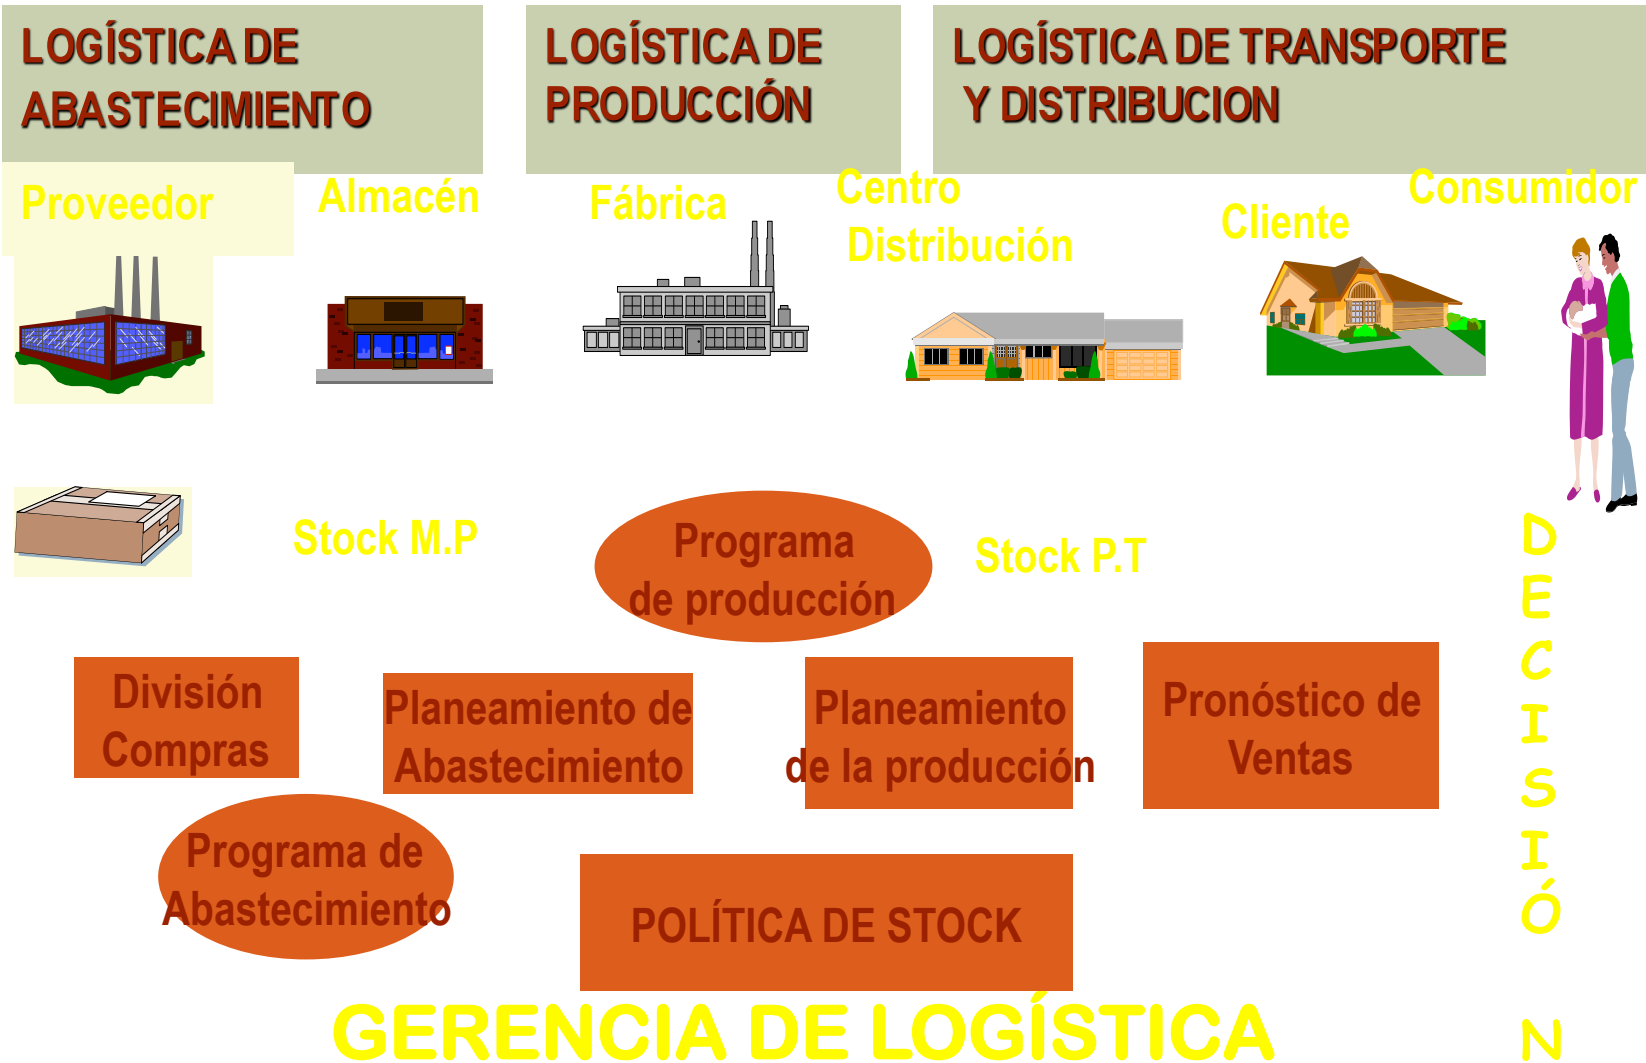 LOGÍSTICA DE
ABASTECIMIENTO
LOGÍSTICA DE
PRODUCCIÓN
LOGÍSTICA DE TRANSPORTE
Y DISTRIBUCION
Proveedor
Almacén
Fábrica
Centro
Distribución
Cliente
Consumidor
Stock M.P
Programa
de producción
Stock P.T
División
Compras
Planeamiento de
Abastecimiento
Planeamiento
de la producción
Pronóstico de
Ventas
Programa de
Abastecimiento
POLÍTICA DE STOCK
GERENCIA DE LOGÍSTICA
D
E
C
I
S
I
Ó
N